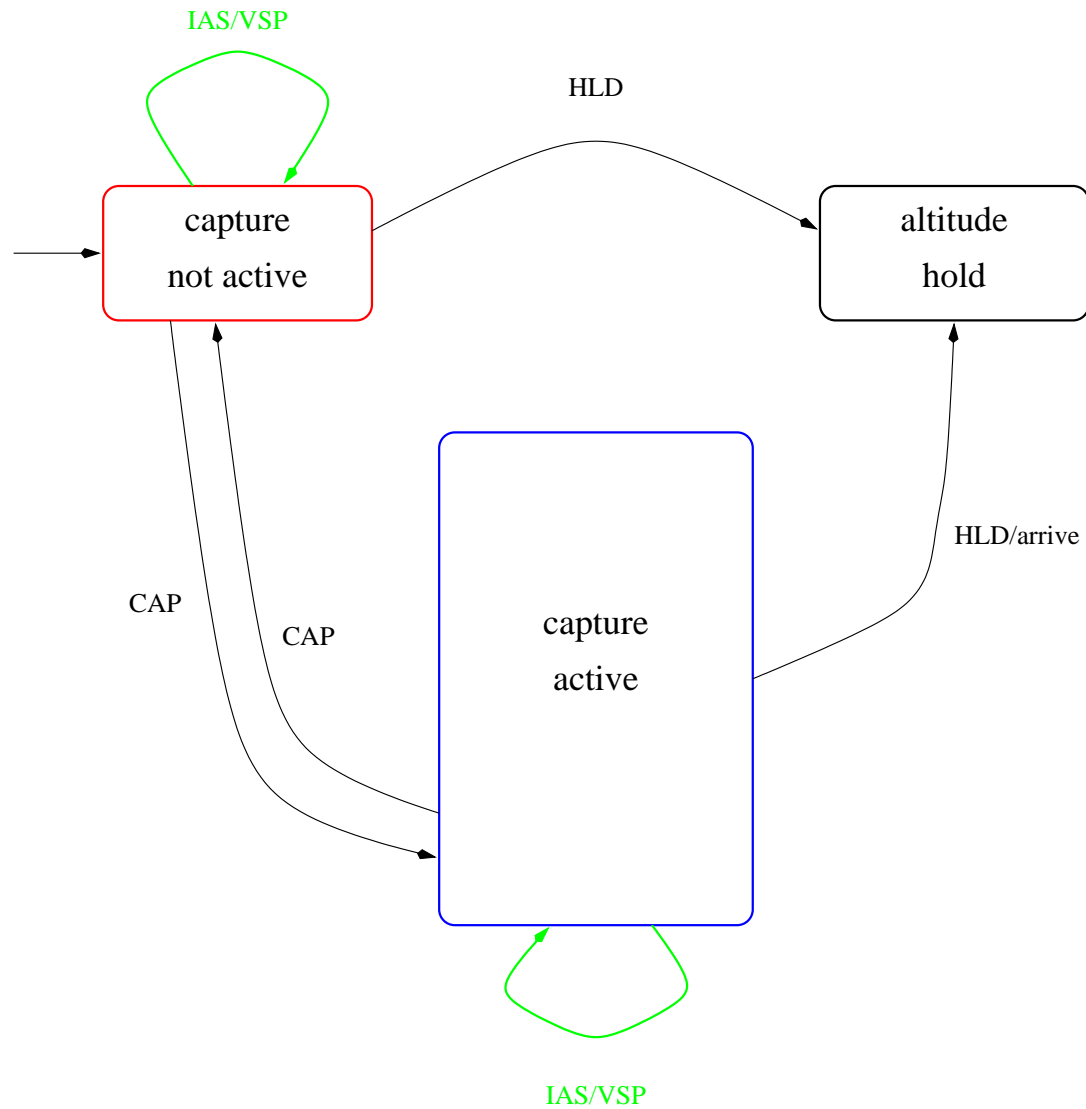 IAS/VSP
HLD
capture
not active
altitude
hold
HLD/arrive
CAP
CAP
capture
active
IAS/VSP